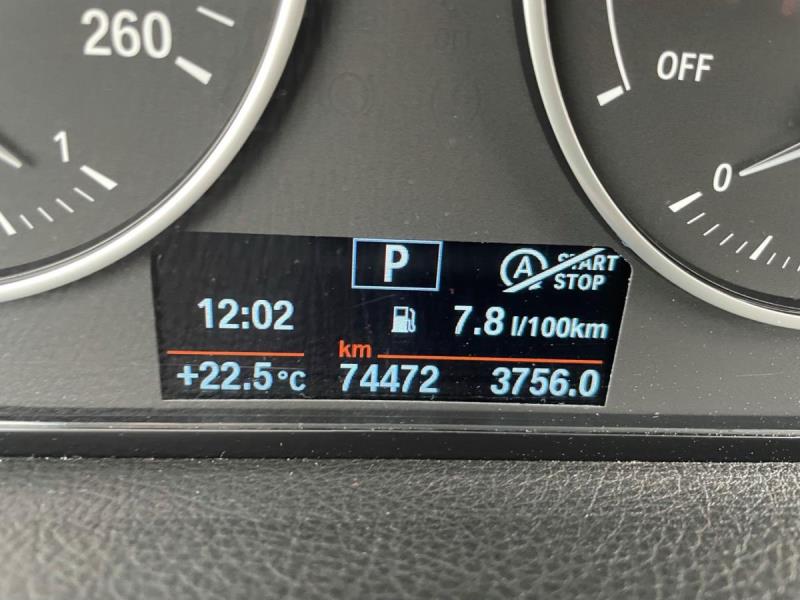 260
1
OFF
0
P
A START
STOP
12:02
7.8 l/100km
km
+22.5°C 74472 3756.0